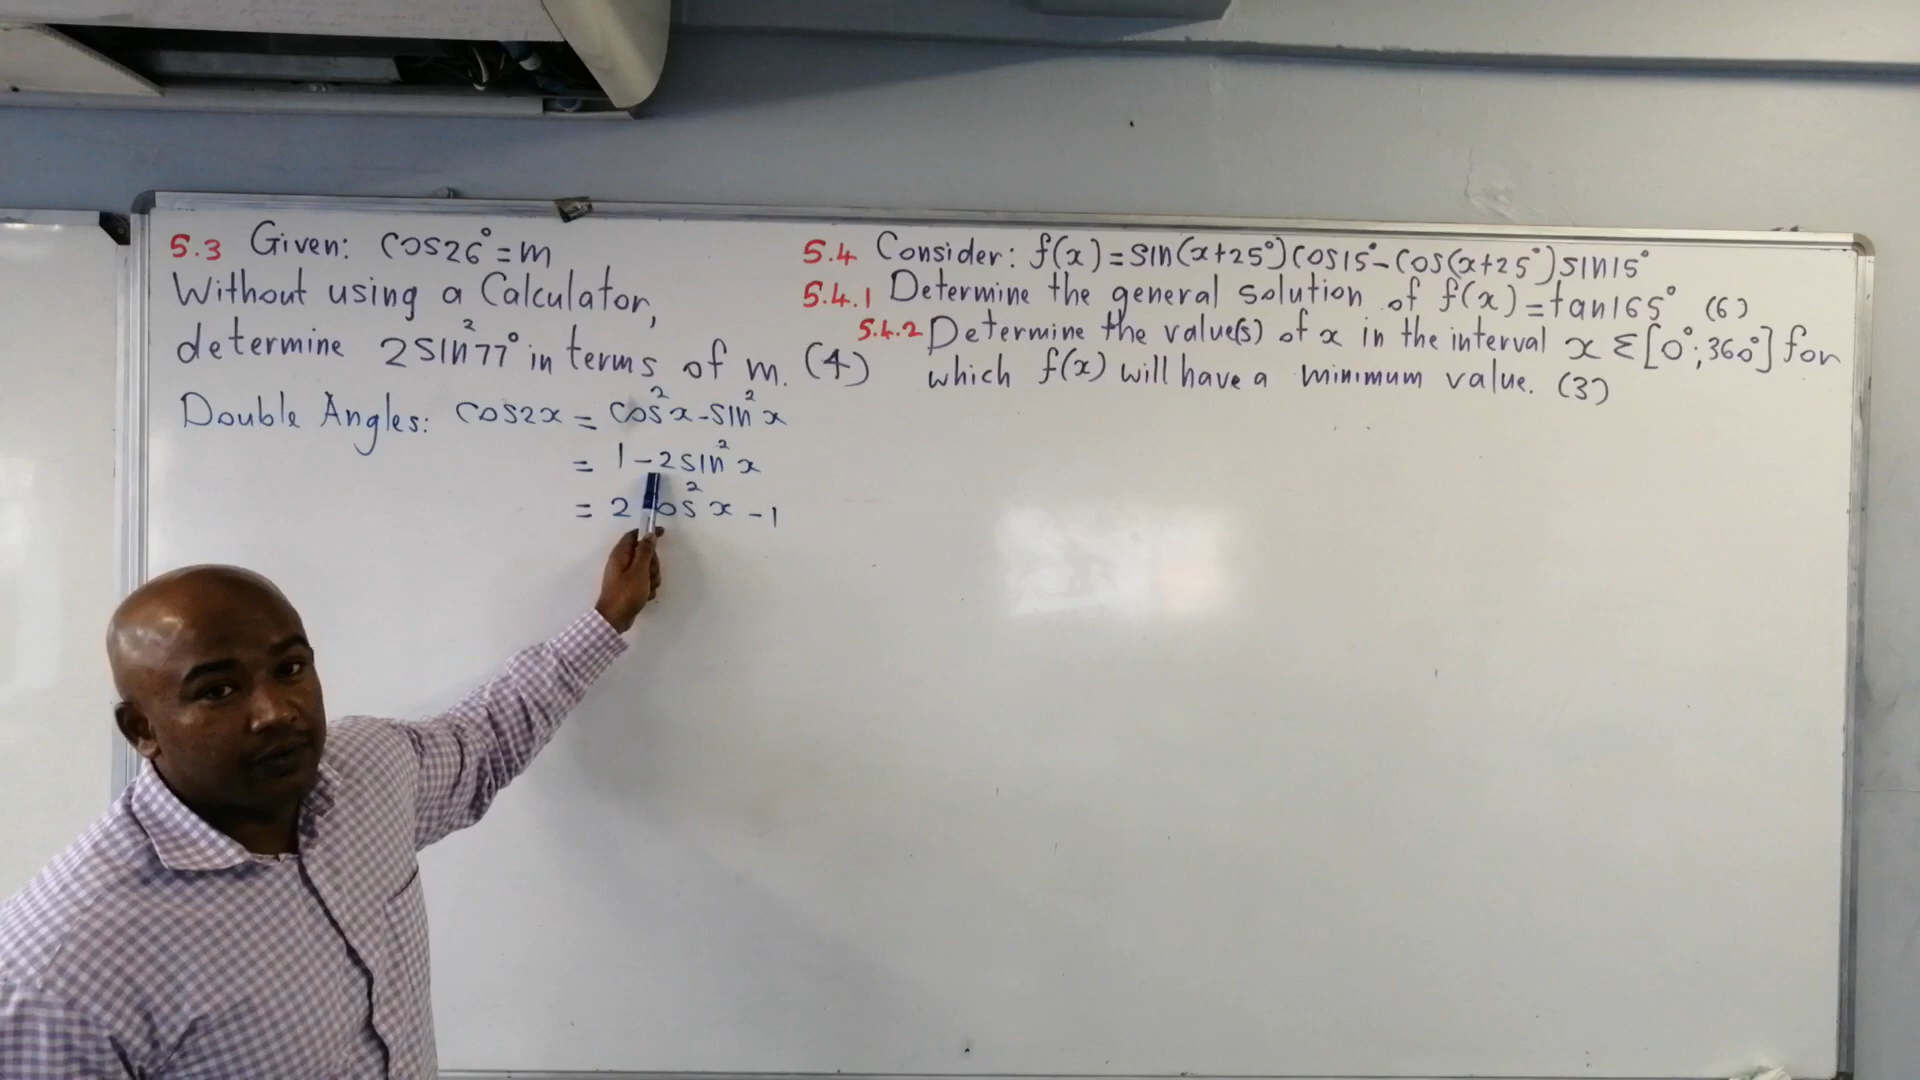 5.3 Given: cos26°=m
Without using a Calculator,
determine 2sin²77° in terms of m. (4)
Double Angles: cos2x = cos²x-sin²x
= 1-2sin²x
= 2cos²x-1
5.4 Consider: f(x)=sin(x+25°)cos15°-cos(x+25°)sin15°
5.4.1 Determine the general solution of f(x)=tan165° (6)
5.4.2 Determine the value(s) of x in the interval x ∈[0°;360°] for
which f(x) will have a minimum value. (3)